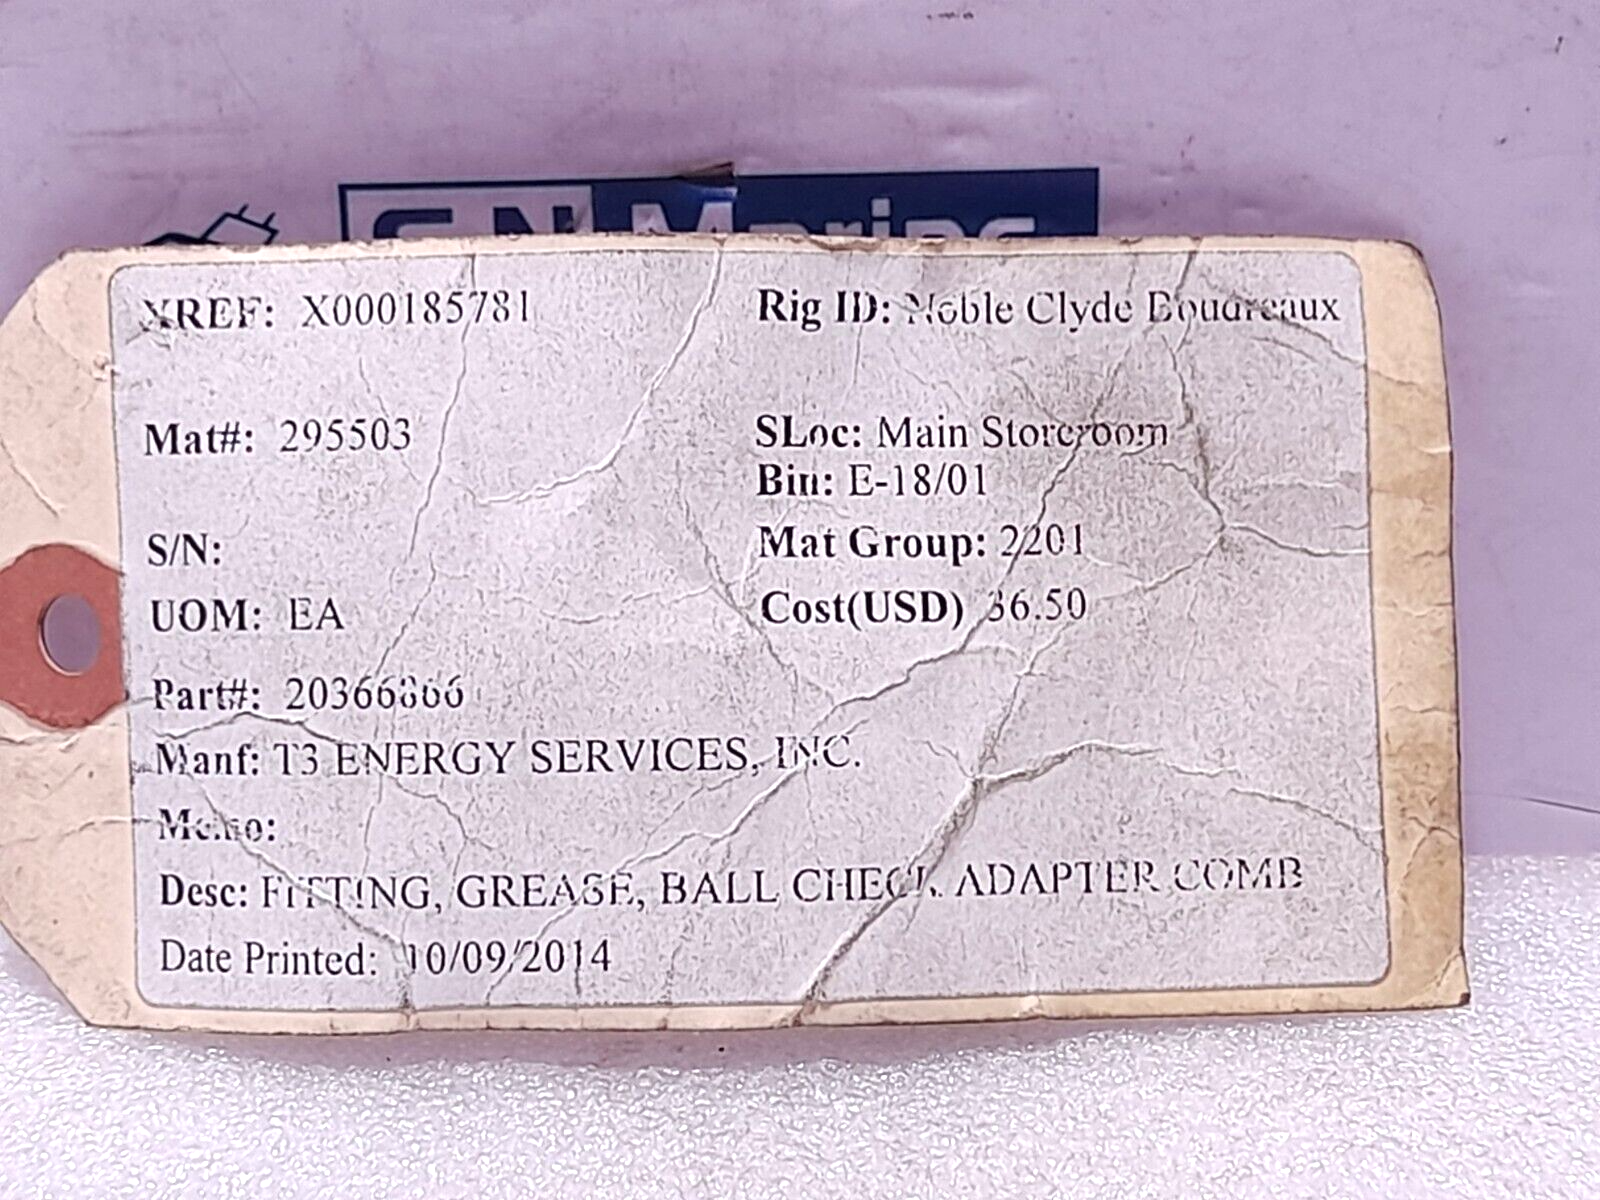 Marine
XREF: X000185781 Rig ID: Noble Clyde Boudreaux
Mat#: 295503 SLoc: Main Storeroom
Bin: E-18/01
S/N: Mat Group: 2201
UOM: EA Cost(USD) 36.50
Part#: 20366866
Manf: T3 ENERGY SERVICES, INC.
Memo:
Desc: FITTING, GREASE, BALL CHECK, ADAPTER COMB
Date Printed: 10/09/2014